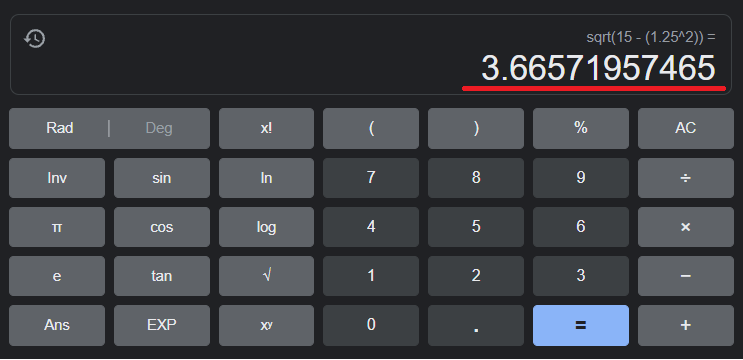 sqrt(15 - (1.25^2)) =
3.66571957465
Rad | Deg x! ( ) % AC
Inv sin ln 7 8 9 ÷
π cos log 4 5 6 ×
e tan √ 1 2 3 −
Ans EXP xʸ 0 . = +